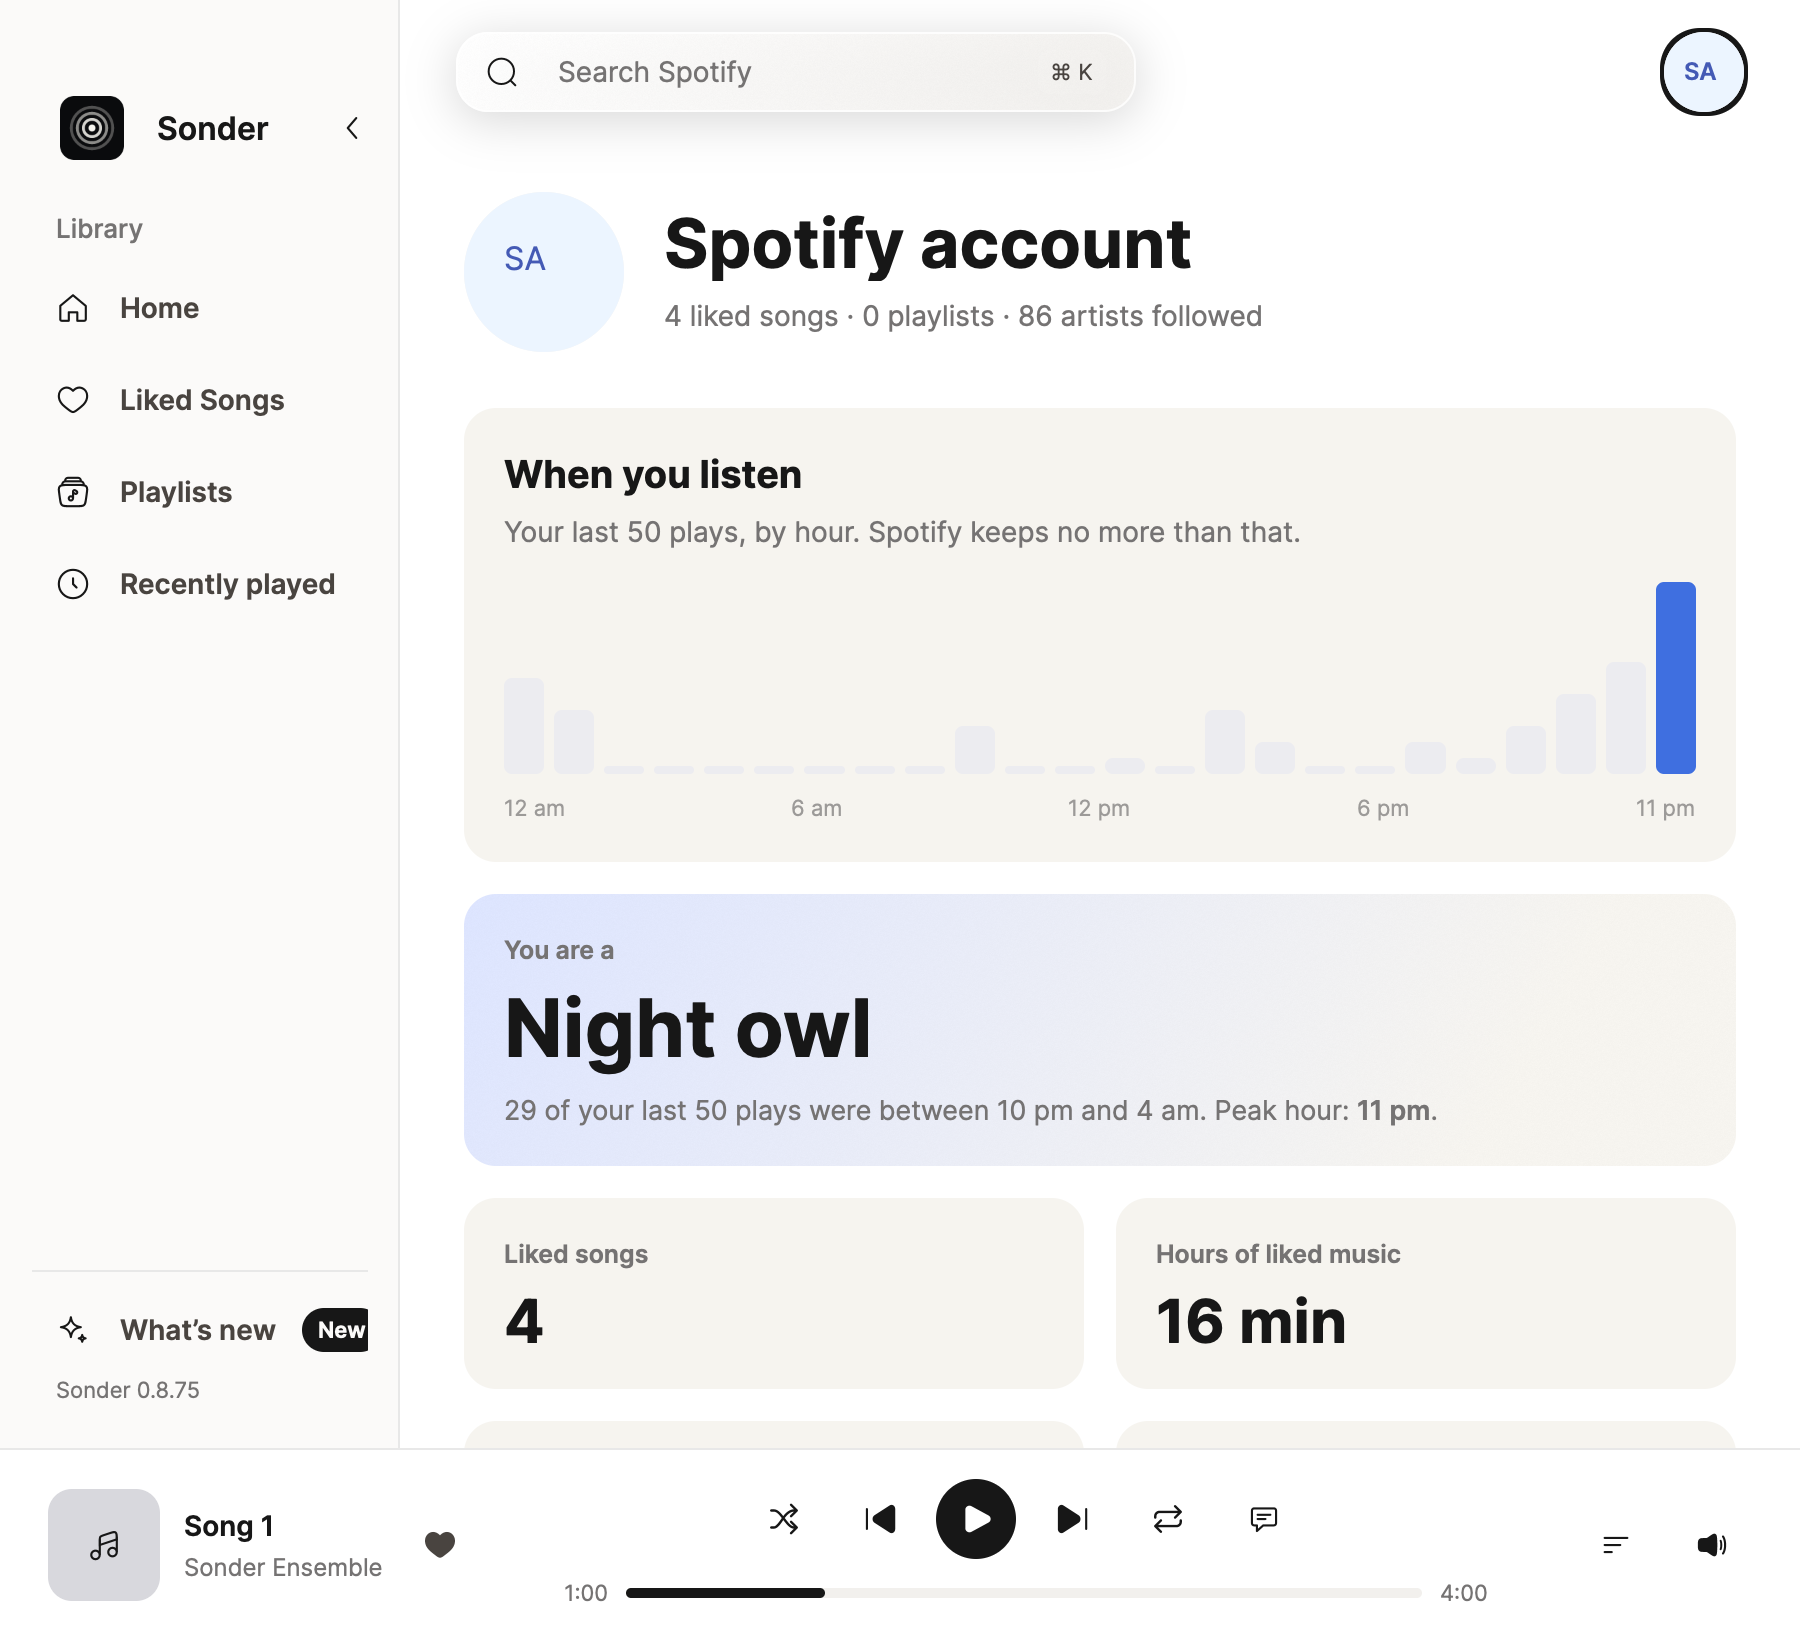 Search Spotify
⌘ K
SA
Sonder
Library
Home
Liked Songs
Playlists
Recently played
What’s new
New
Sonder 0.8.75
SA
Spotify account
4 liked songs · 0 playlists · 86 artists followed
When you listen
Your last 50 plays, by hour. Spotify keeps no more than that.
12 am
6 am
12 pm
6 pm
11 pm
You are a
Night owl
29 of your last 50 plays were between 10 pm and 4 am. Peak hour: 11 pm.
Liked songs
4
Hours of liked music
16 min
Song 1
Sonder Ensemble
1:00
4:00